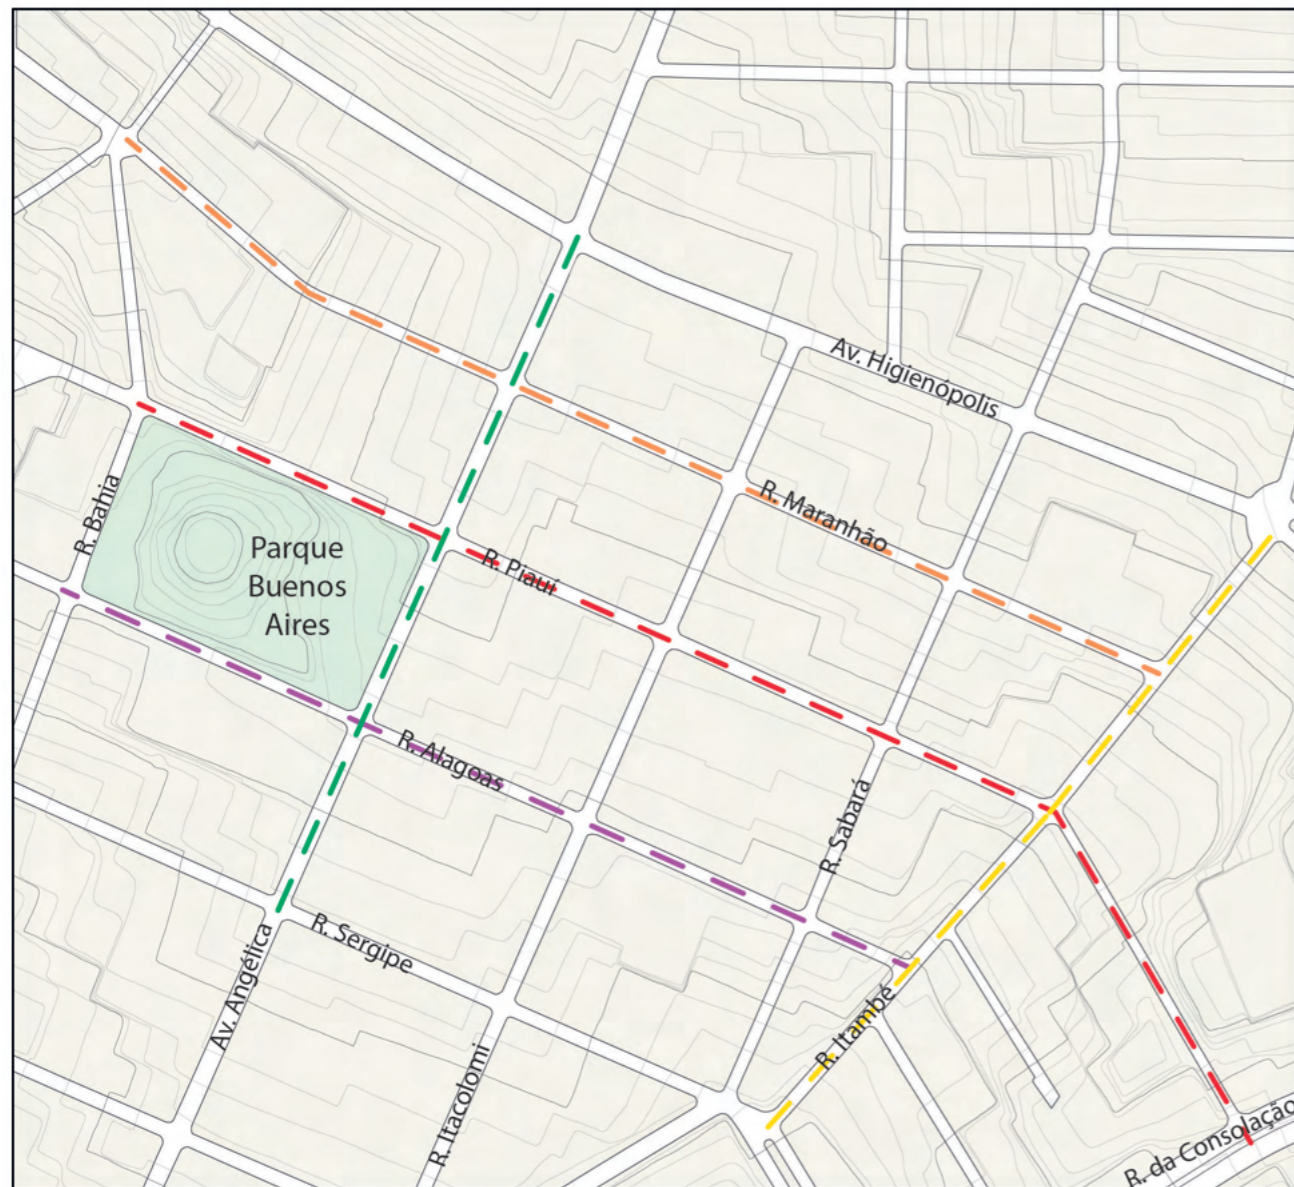 Av. Higienópolis
R. Bahia
R. Maranhão
Parque
Buenos
Aires
R. Piauí
R. Alagoas
R. Sabará
R. Sergipe
Av. Angélica
R. Itambé
R. Itacolomi
R. da Consolação